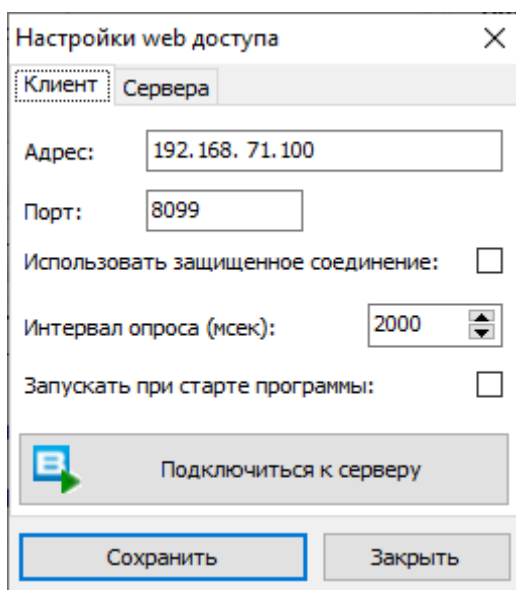 Настройки web доступа
Клиент Сервера
Адрес: 192.168. 71.100
Порт: 8099
Использовать защищенное соединение:
Интервал опроса (мсек): 2000
Запускать при старте программы:
Подключиться к серверу
Сохранить Закрыть